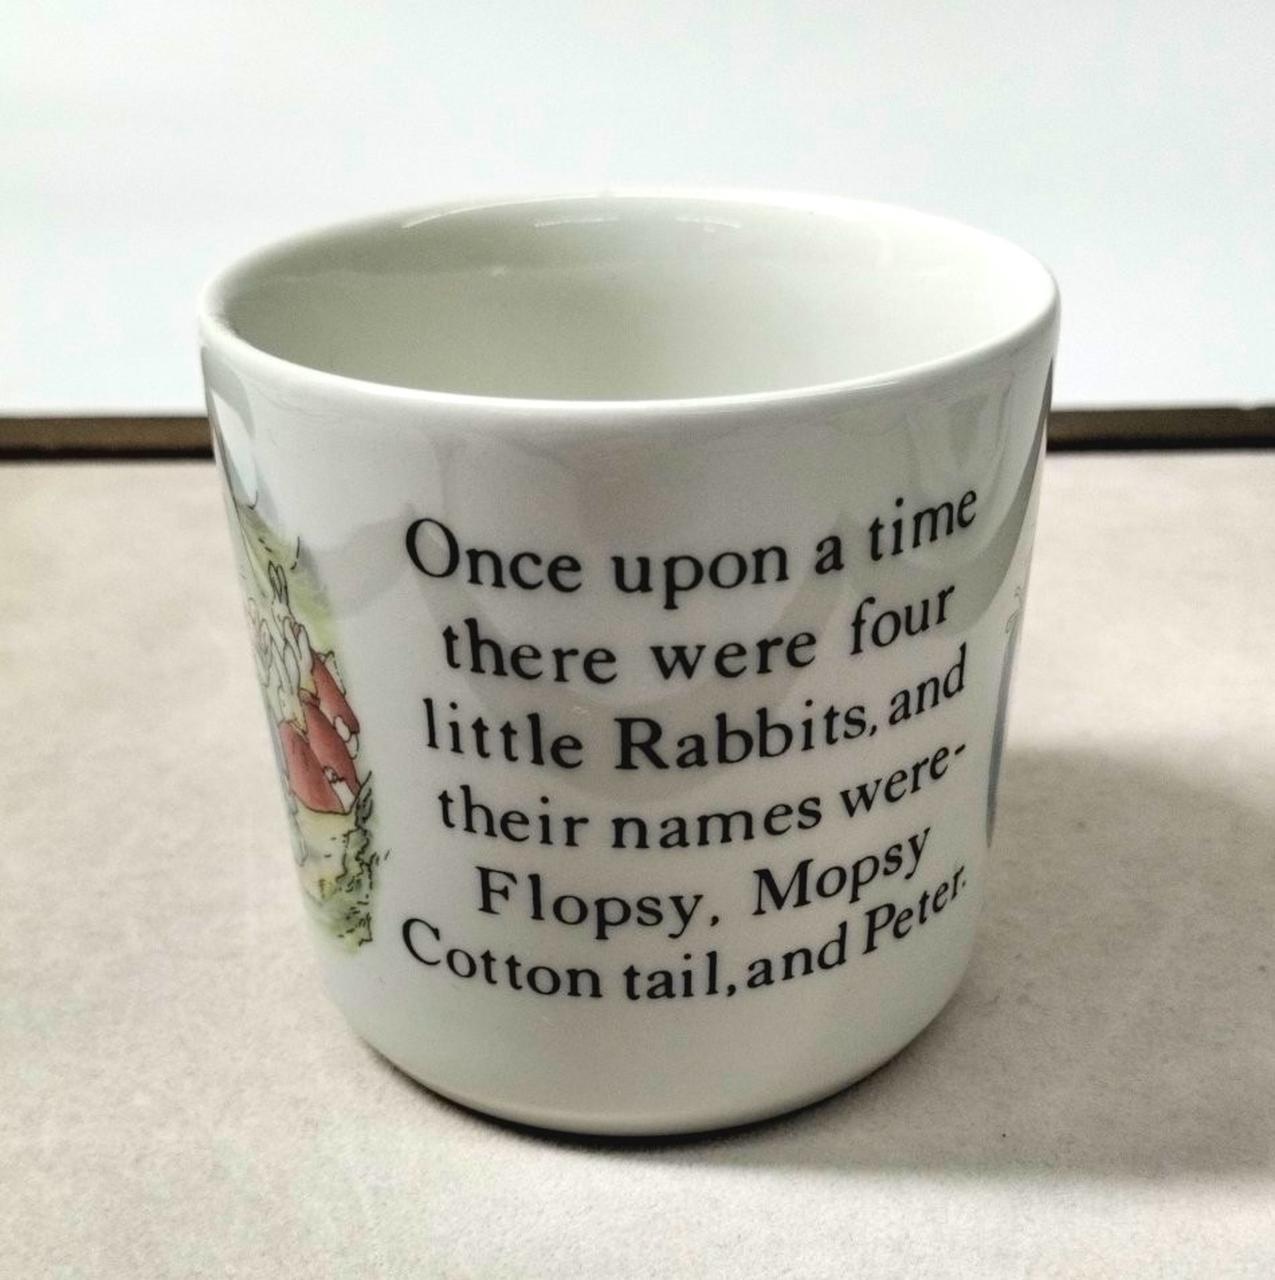 Once upon a time
there were four
little Rabbits, and
their names were-
Flopsy, Mopsy
Cotton tail, and Peter.